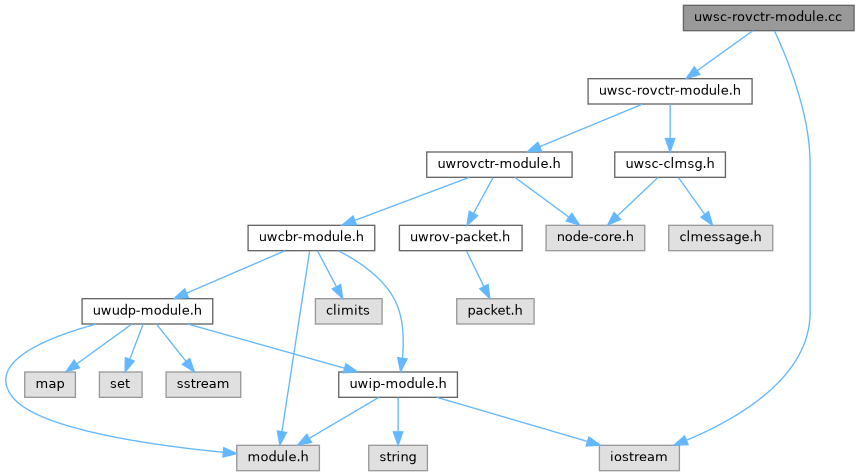 uwsc-rovctr-module.cc
uwsc-rovctr-module.h
uwrovctr-module.h
uwsc-clmsg.h
uwcbr-module.h
uwrov-packet.h
node-core.h
clmessage.h
uwudp-module.h
climits
packet.h
map
set
sstream
uwip-module.h
module.h
string
iostream